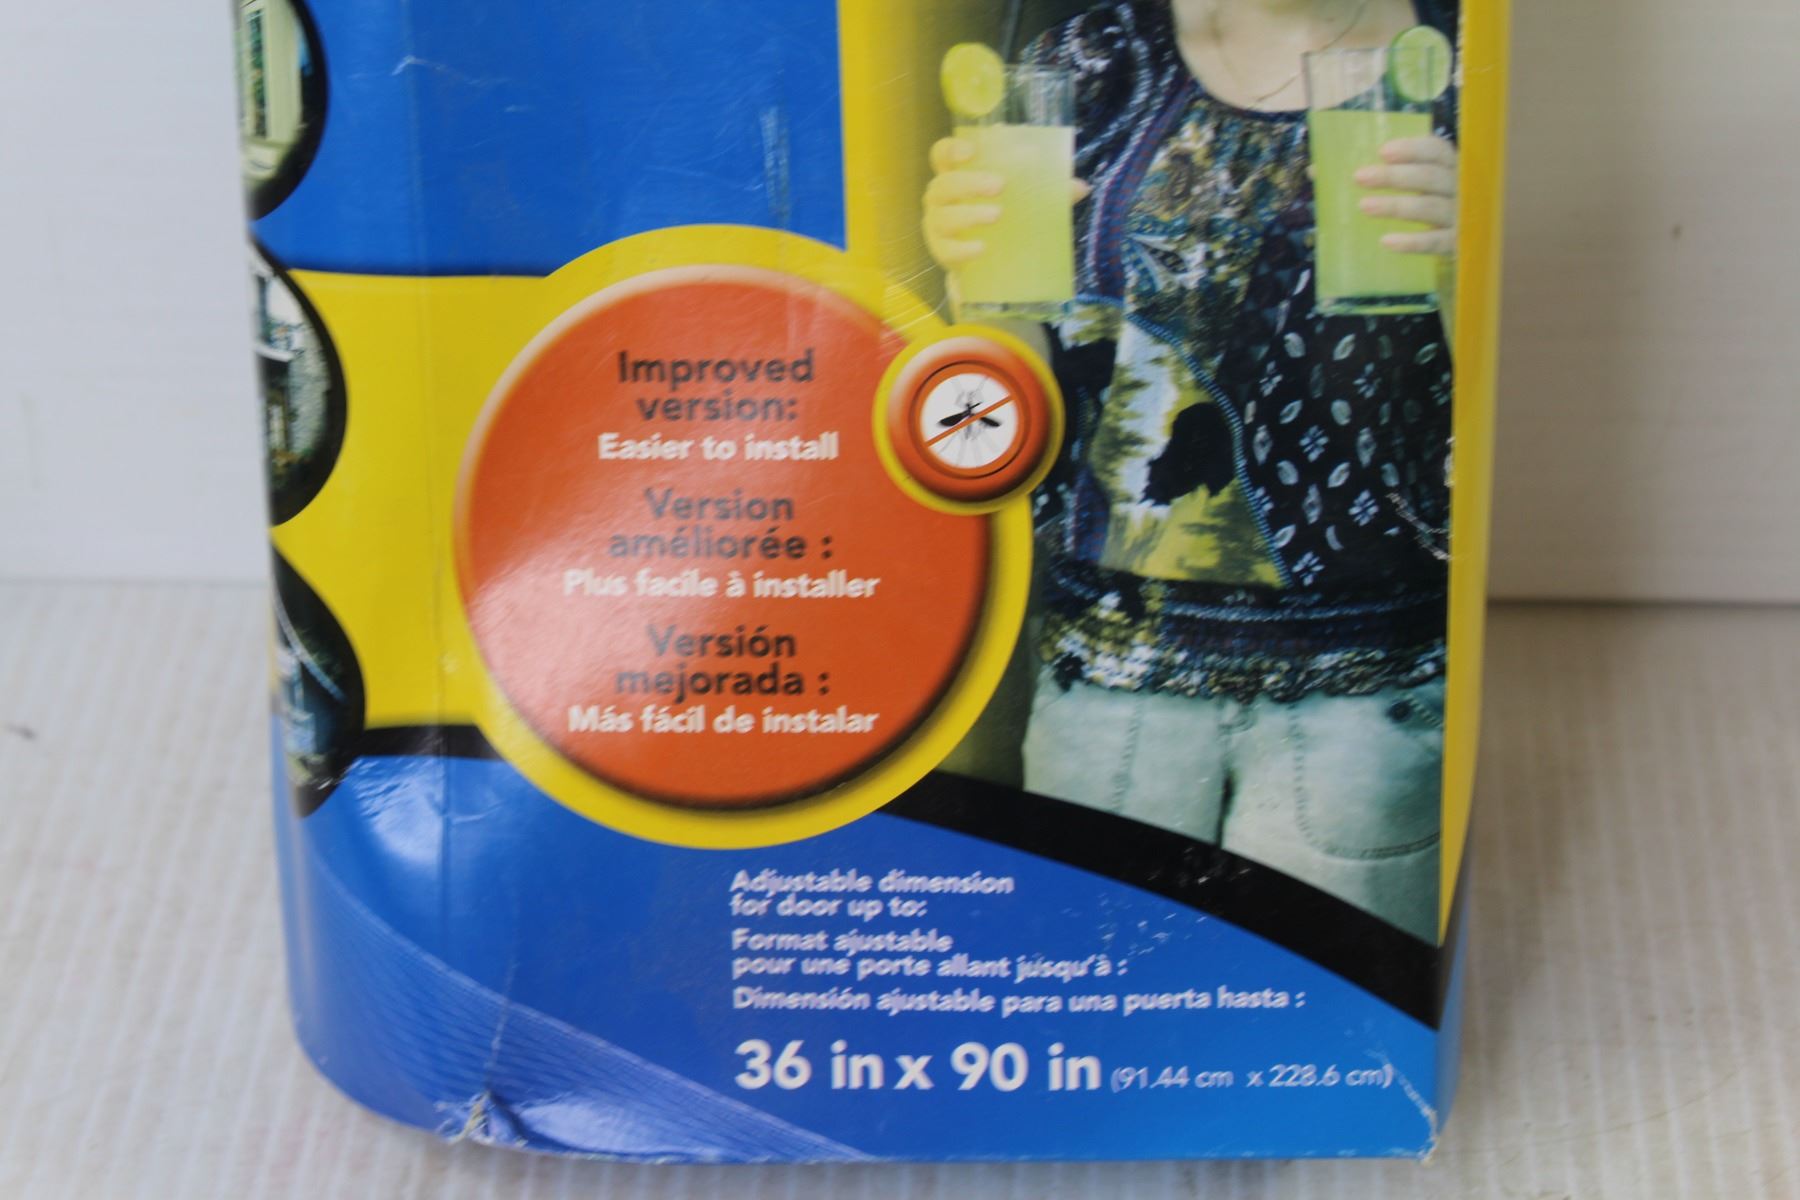 Improved
version:
Easier to install
Version
améliorée :
Plus facile à installer
Versión
mejorada :
Más fácil de instalar
Adjustable dimension
for door up to:
Format ajustable
pour une porte allant jusqu'à :
Dimensión ajustable para una puerta hasta :
36 in x 90 in (91.44 cm x 228.6 cm)